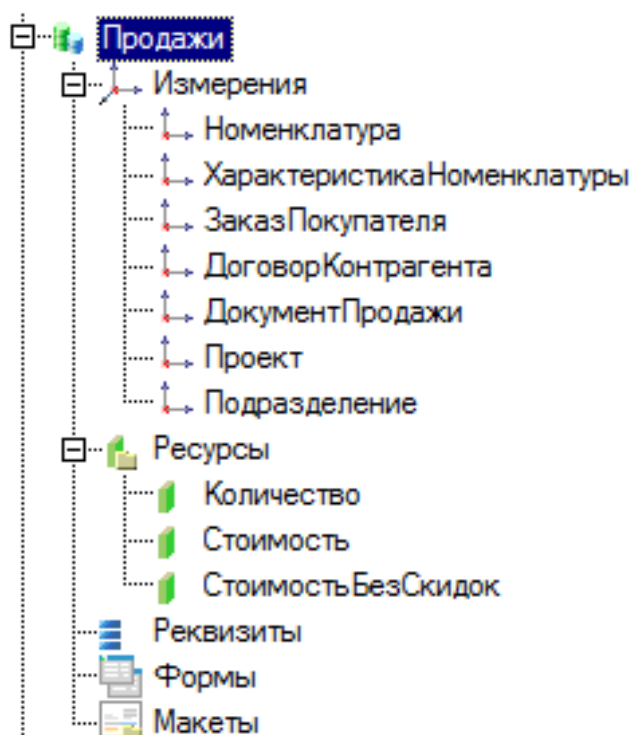 Продажи
Измерения
Номенклатура
ХарактеристикаНоменклатуры
ЗаказПокупателя
ДоговорКонтрагента
ДокументПродажи
Проект
Подразделение
Ресурсы
Количество
Стоимость
СтоимостьБезСкидок
Реквизиты
Формы
Макеты